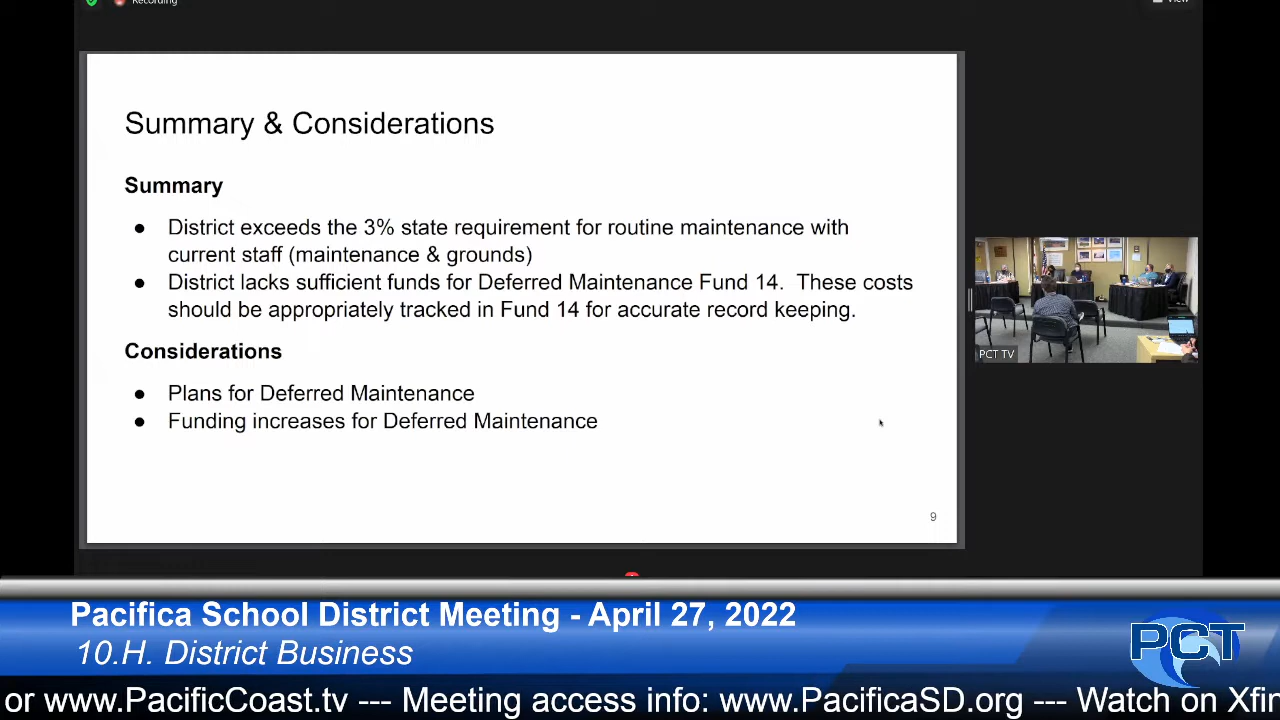 Recording
View
Summary & Considerations
Summary
● District exceeds the 3% state requirement for routine maintenance with
current staff (maintenance & grounds)
● District lacks sufficient funds for Deferred Maintenance Fund 14.  These costs
should be appropriately tracked in Fund 14 for accurate record keeping.
Considerations
● Plans for Deferred Maintenance
● Funding increases for Deferred Maintenance
9
PCT TV
Pacifica School District Meeting - April 27, 2022
10.H. District Business
PCT
or www.PacificCoast.tv --- Meeting access info: www.PacificaSD.org --- Watch on Xfin